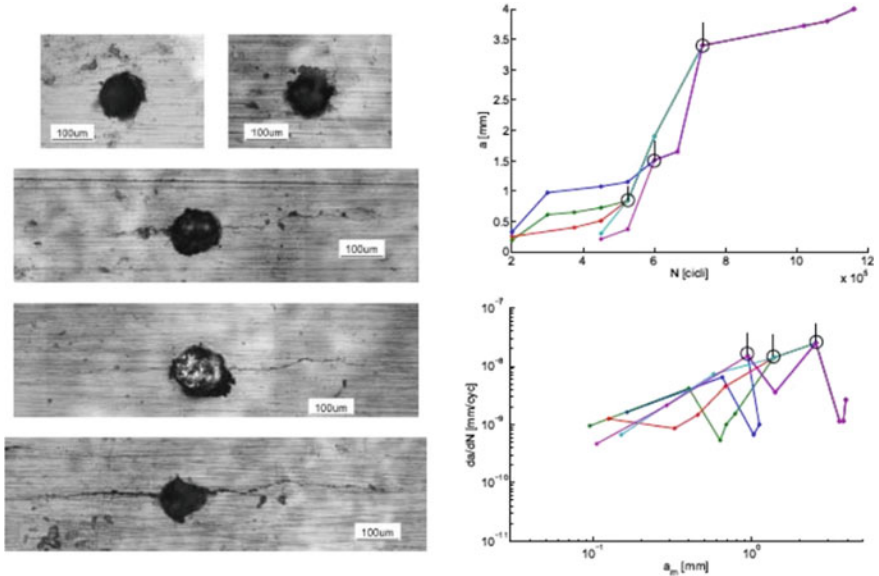 100um
100um
100um
100um
100um
4
3.5
3
2.5
2
1.5
1
0.5
0
a [mm]
2
4
6
8
10
12
N [cicli]
x 10⁵
10⁻⁷
10⁻⁸
10⁻⁹
10⁻¹⁰
10⁻¹¹
da/dN [mm/cyc]
10⁻¹
10⁰
aₘ [mm]